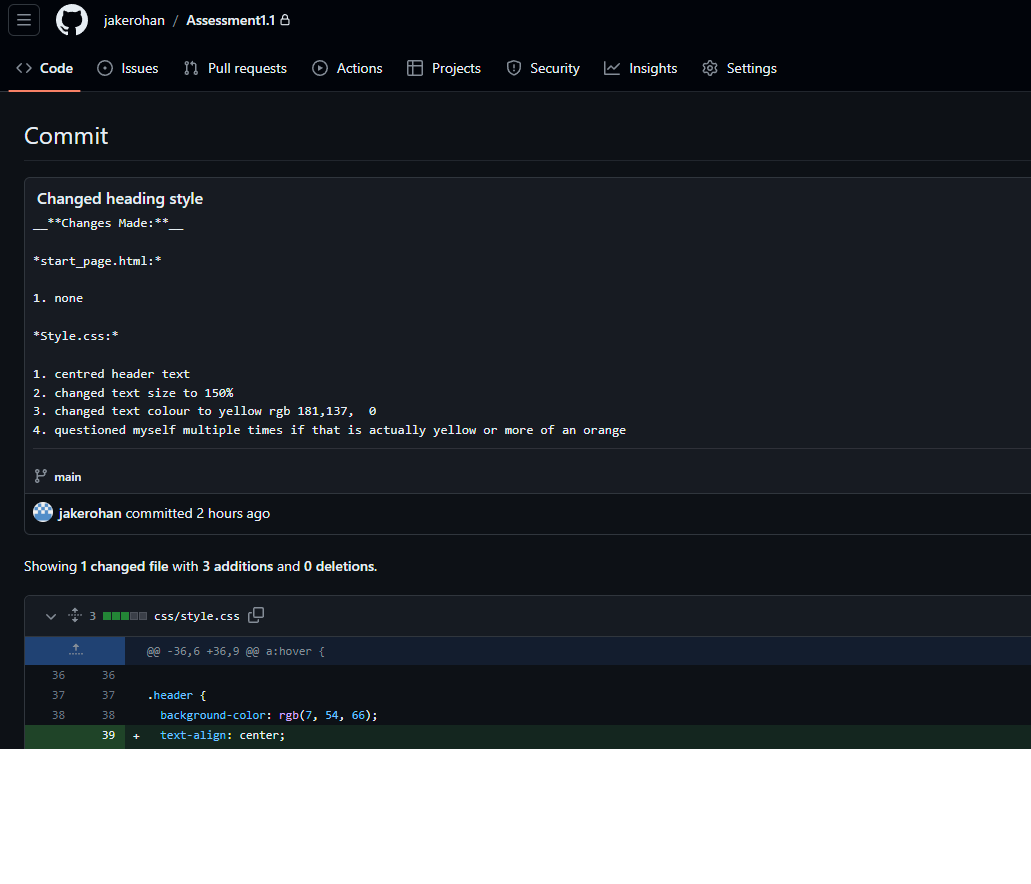 jakerohan / Assessment1.1
Code Issues Pull requests Actions Projects Security Insights Settings
Commit
Changed heading style
__**Changes Made:**__
*start_page.html:*
1. none
*Style.css:*
1. centred header text
2. changed text size to 150%
3. changed text colour to yellow rgb 181,137,  0
4. questioned myself multiple times if that is actually yellow or more of an orange
main
jakerohan committed 2 hours ago
Showing 1 changed file with 3 additions and 0 deletions.
3 css/style.css
@@ -36,6 +36,9 @@ a:hover {
36 36
37 37 .header {
38 38 background-color: rgb(7, 54, 66);
39 + text-align: center;